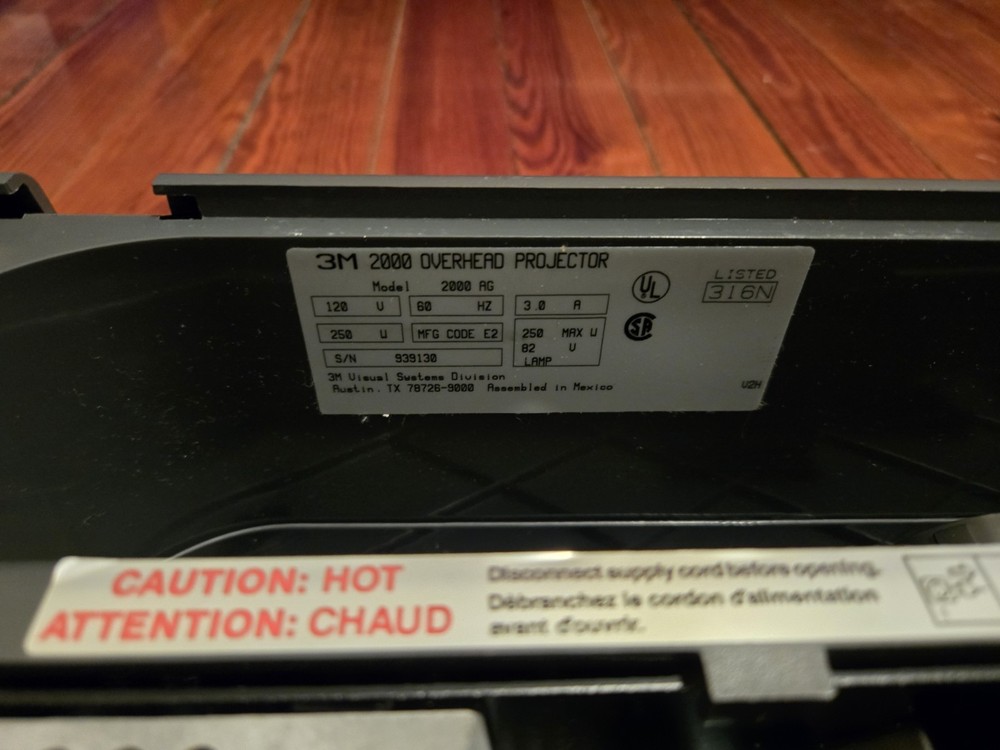 3M 2000 OVERHEAD PROJECTOR
Model 2000 AG
120 V 60 HZ 3.0 A
250 W MFG CODE E2 250 MAX W
82 V
LAMP
S/N 939130
3M Visual Systems Division
Austin, TX 78726-9000 Assembled in Mexico
UL
LISTED
316N
V2H
CAUTION: HOT
ATTENTION: CHAUD
Disconnect supply cord before opening.
Débranchez le cordon d'alimentation
avant d'ouvrir.